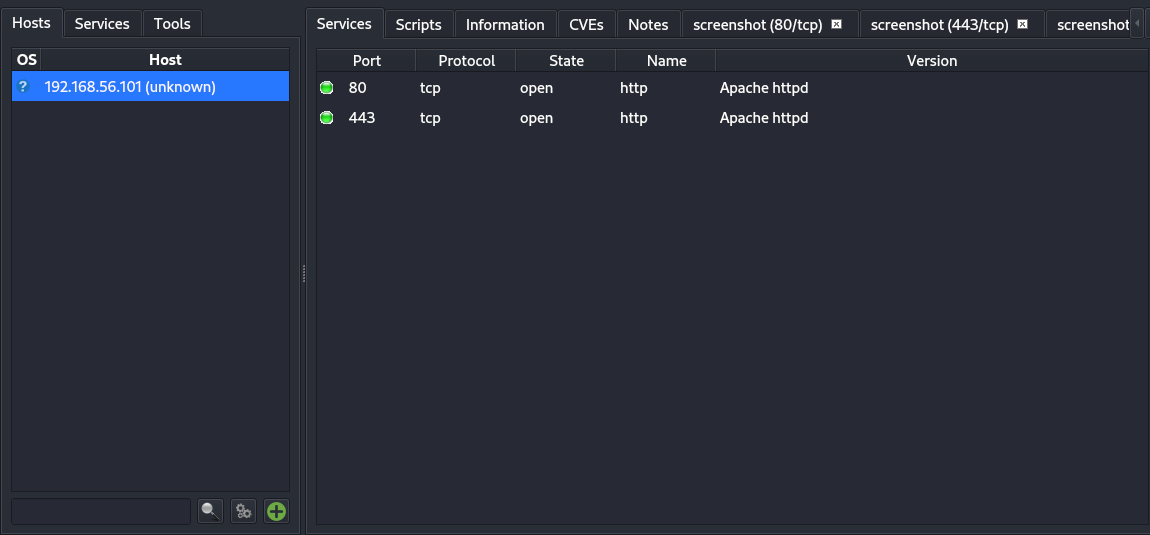 Hosts Services Tools
OS Host
? 192.168.56.101 (unknown)
Services Scripts Information CVEs Notes screenshot (80/tcp) screenshot (443/tcp) screenshot
Port Protocol State Name Version
80 tcp open http Apache httpd
443 tcp open http Apache httpd